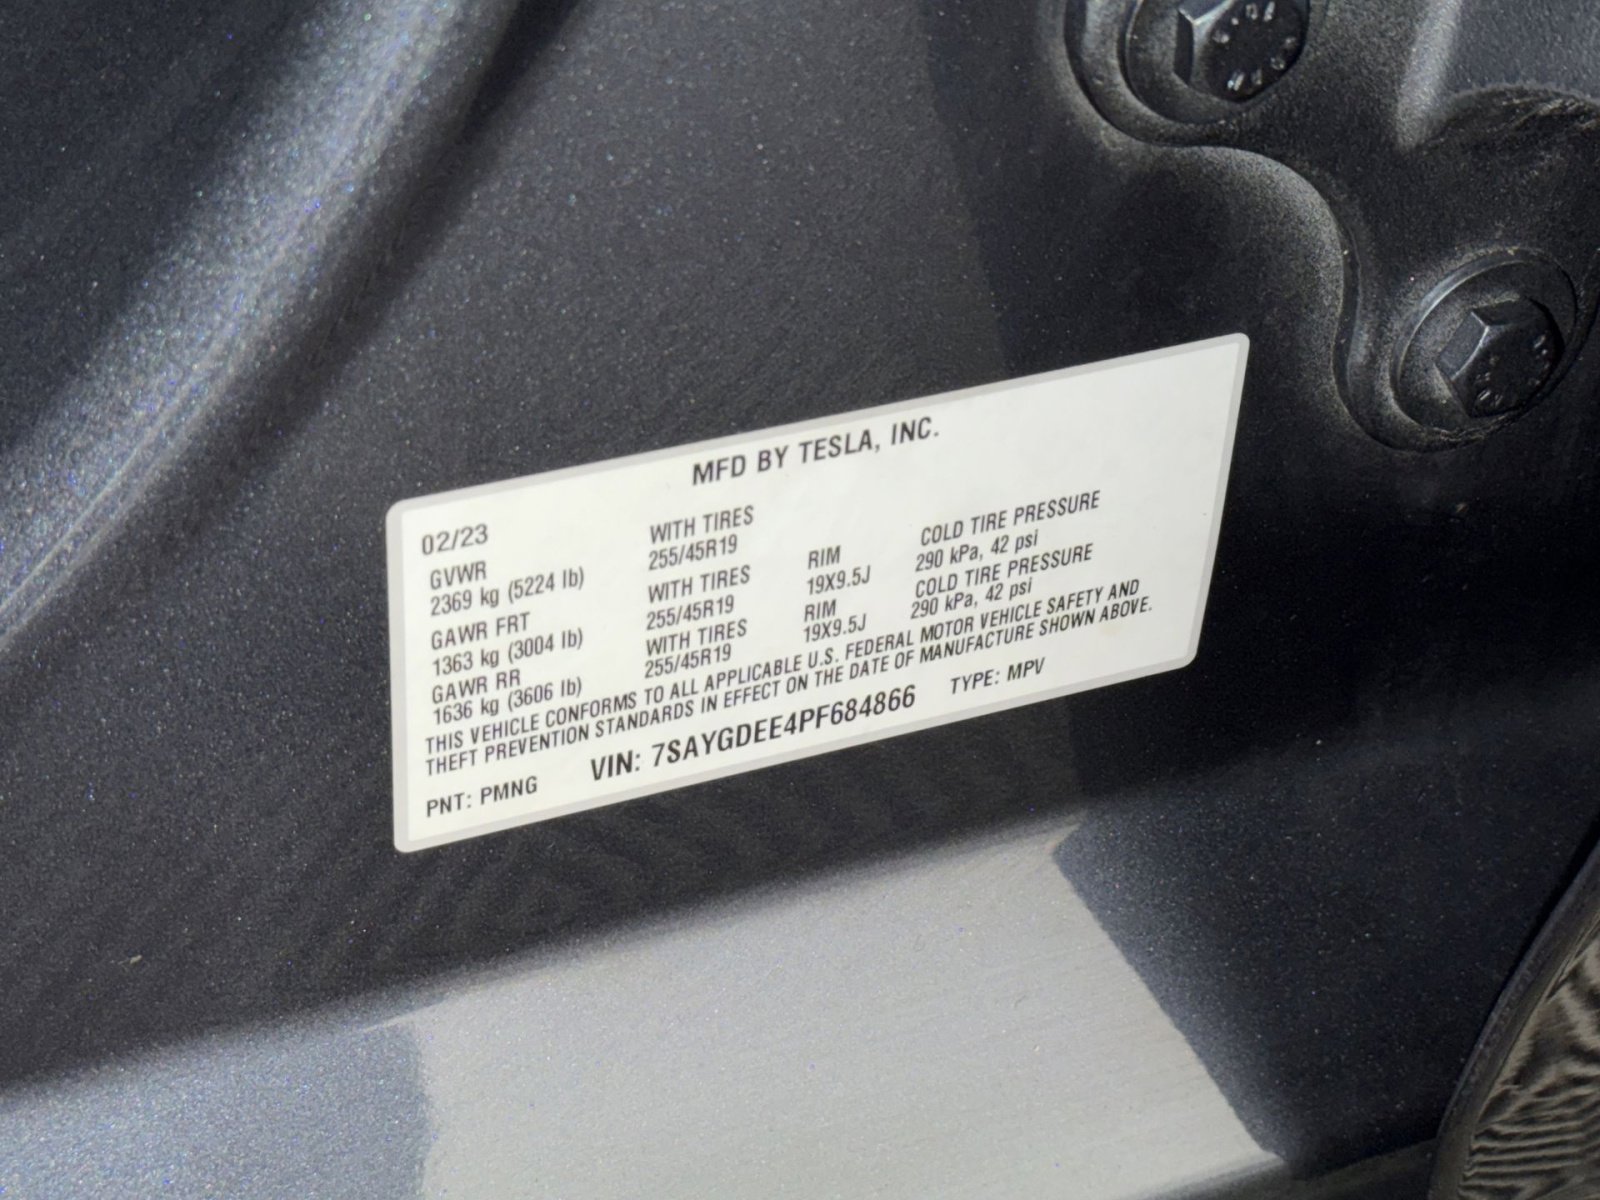 MFD BY TESLA, INC.
02/23
GVWR WITH TIRES COLD TIRE PRESSURE
2369 kg (5224 lb) 255/45R19 RIM 290 kPa, 42 psi
GAWR FRT WITH TIRES 19X9.5J COLD TIRE PRESSURE
1363 kg (3004 lb) 255/45R19 RIM 290 kPa, 42 psi
GAWR RR WITH TIRES 19X9.5J
1636 kg (3606 lb) 255/45R19
THIS VEHICLE CONFORMS TO ALL APPLICABLE U.S. FEDERAL MOTOR VEHICLE SAFETY AND
THEFT PREVENTION STANDARDS IN EFFECT ON THE DATE OF MANUFACTURE SHOWN ABOVE.
PNT: PMNG VIN: 7SAYGDEE4PF684866 TYPE: MPV